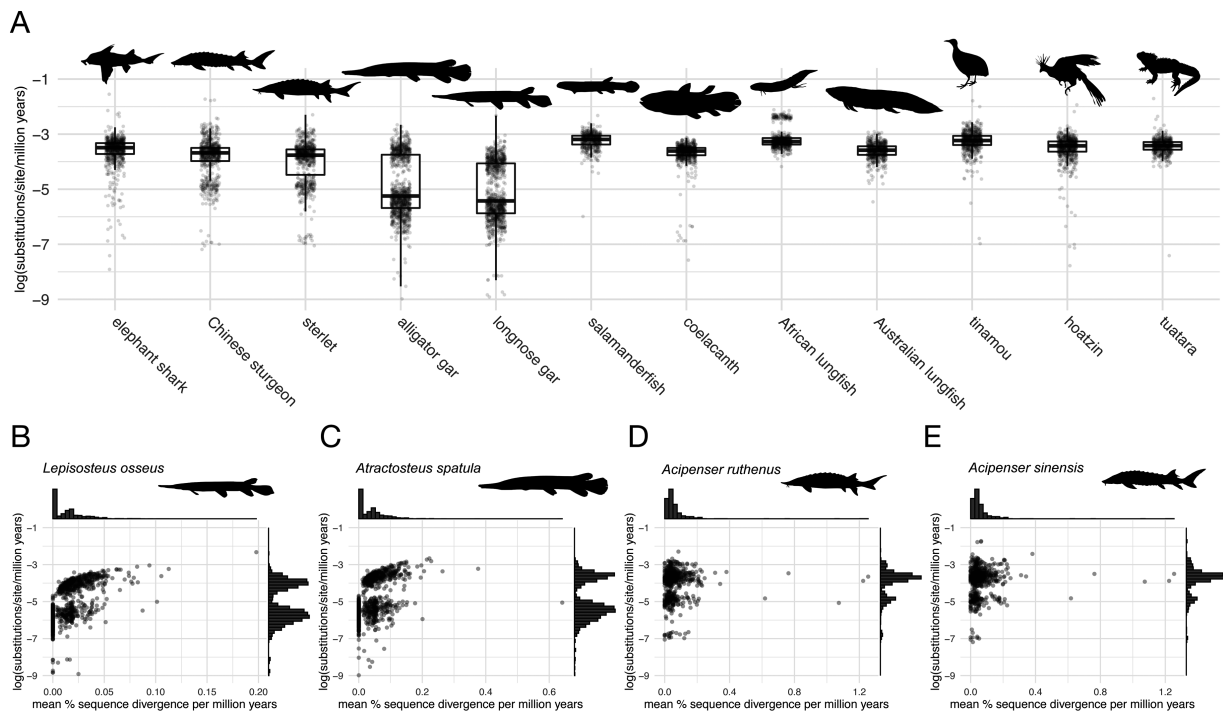 A
log(substitutions/site/million years)
−1
−3
−5
−7
−9
elephant shark
Chinese sturgeon
sterlet
alligator gar
longnose gar
salamanderfish
coelacanth
African lungfish
Australian lungfish
tinamou
hoatzin
tuatara
B
Lepisosteus osseus
log(substitutions/site/million years)
−1
−3
−5
−7
−9
0.00 0.05 0.10 0.15 0.20
mean % sequence divergence per million years
C
Atractosteus spatula
log(substitutions/site/million years)
−1
−3
−5
−7
−9
0.0 0.2 0.4 0.6
mean % sequence divergence per million years
D
Acipenser ruthenus
log(substitutions/site/million years)
−1
−3
−5
−7
−9
0.0 0.4 0.8 1.2
mean % sequence divergence per million years
E
Acipenser sinensis
log(substitutions/site/million years)
−1
−3
−5
−7
−9
0.0 0.4 0.8 1.2
mean % sequence divergence per million years